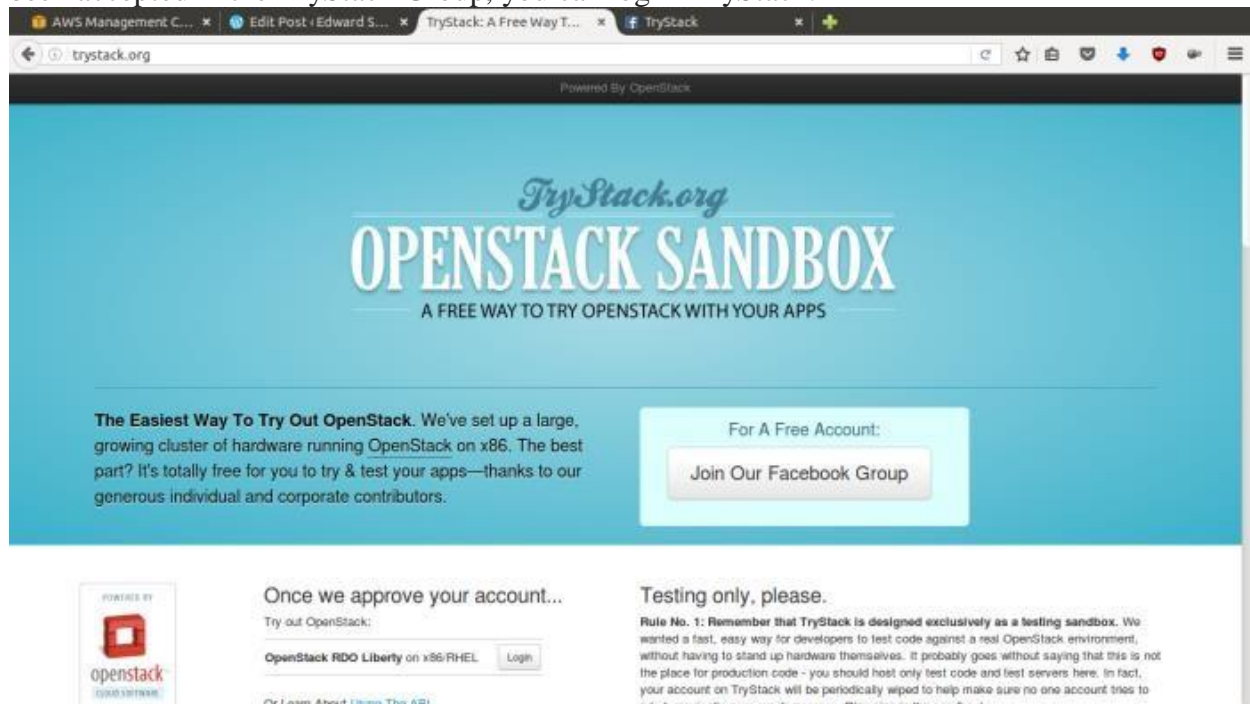 AWS Management C...
Edit Post ‹ Edward S...
TryStack: A Free Way T...
TryStack
trystack.org
Powered By OpenStack
TryStack.org
OPENSTACK SANDBOX
A FREE WAY TO TRY OPENSTACK WITH YOUR APPS
The Easiest Way To Try Out OpenStack. We've set up a large,
growing cluster of hardware running OpenStack on x86. The best
part? It's totally free for you to try & test your apps—thanks to our
generous individual and corporate contributors.
For A Free Account:
Join Our Facebook Group
POWERED BY
openstack
CLOUD SOFTWARE
Once we approve your account...
Try out OpenStack:
OpenStack RDO Liberty on x86/RHEL
Login
Or Learn About Using The API
Testing only, please.
Rule No. 1: Remember that TryStack is designed exclusively as a testing sandbox. We
wanted a fast, easy way for developers to test code against a real OpenStack environment,
without having to stand up hardware themselves. It probably goes without saying that this is not
the place for production code - you should host only test code and test servers here. In fact,
your account on TryStack will be periodically wiped to help make sure no one account tries to